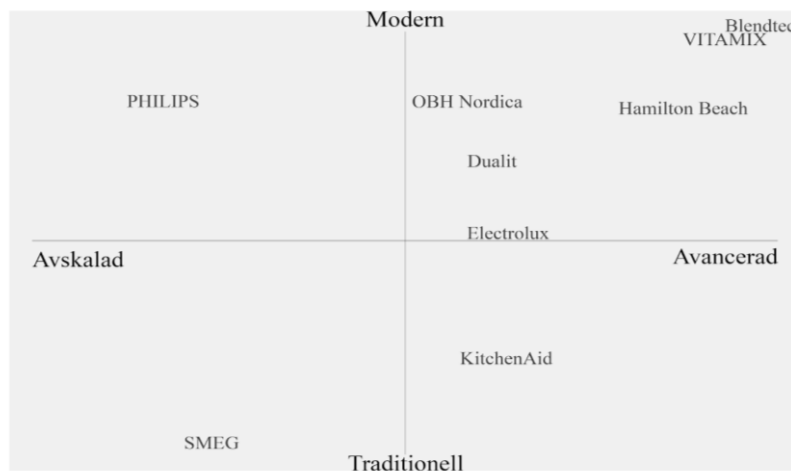 Modern
Blendtec
VITAMIX
PHILIPS
OBH Nordica
Hamilton Beach
Dualit
Electrolux
Avskalad
Avancerad
KitchenAid
SMEG
Traditionell